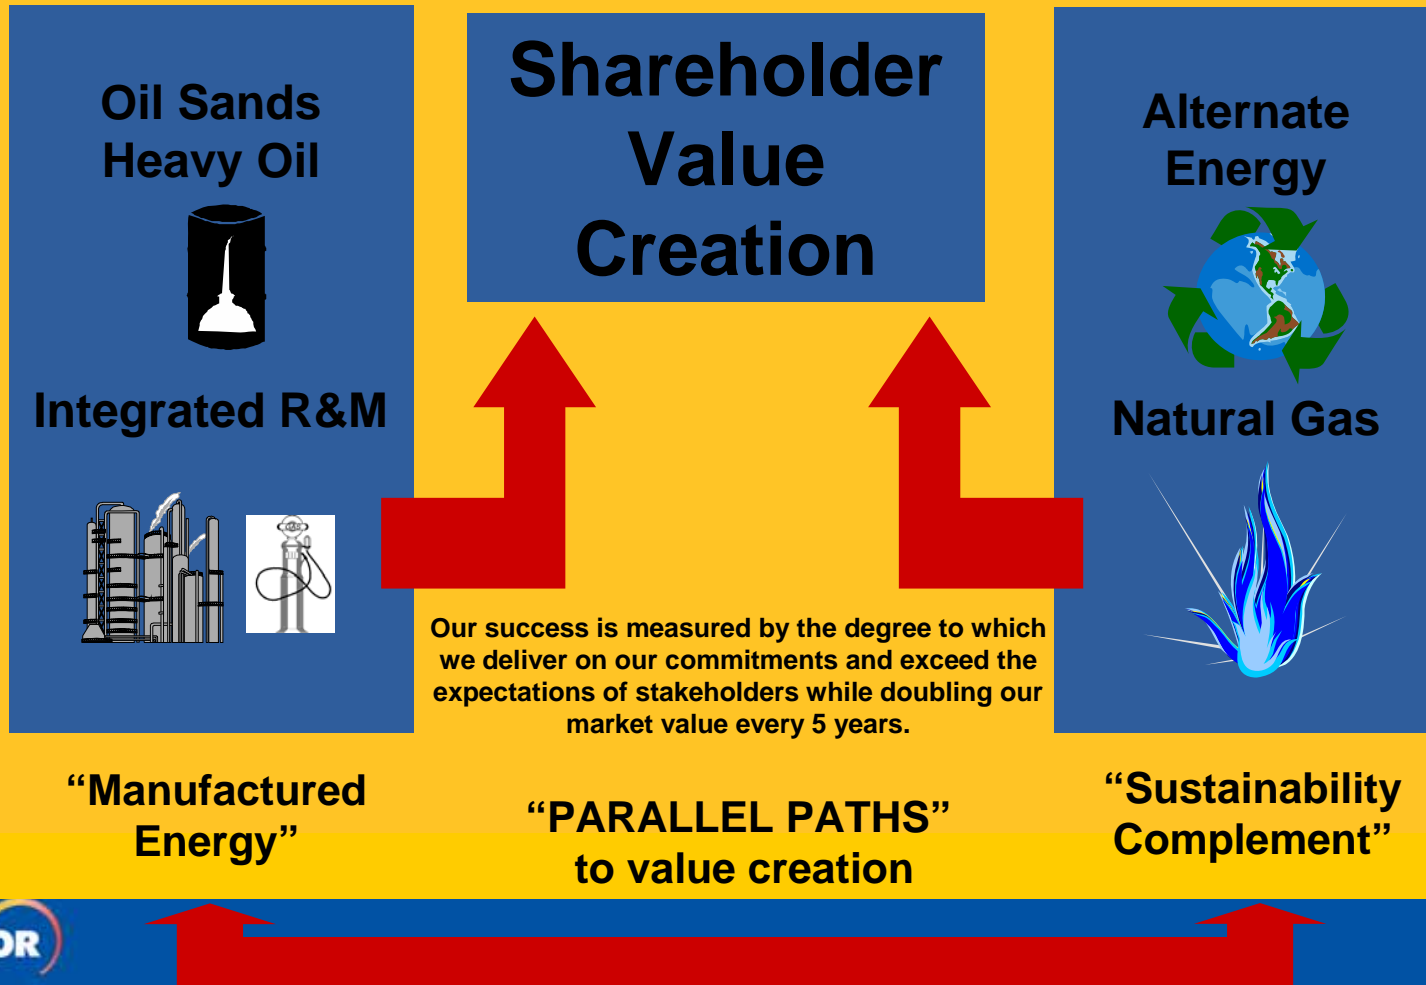 Oil Sands
Heavy Oil
Integrated R&M
Shareholder
Value
Creation
Alternate
Energy
Natural Gas
Our success is measured by the degree to which
we deliver on our commitments and exceed the
expectations of stakeholders while doubling our
market value every 5 years.
“Manufactured
Energy”
“PARALLEL PATHS”
to value creation
“Sustainability
Complement”
OR